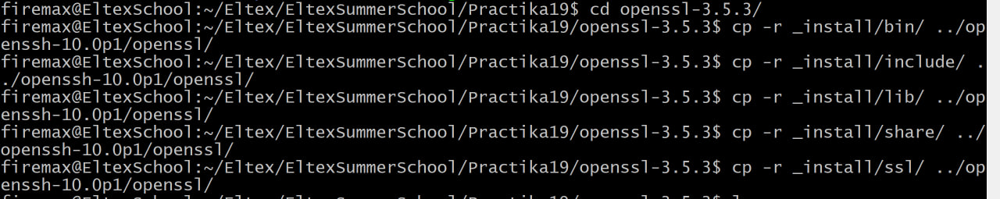 firemax@EltexSchool:~/Eltex/EltexSummerSchool/Practika19$ cd openssl-3.5.3/
firemax@EltexSchool:~/Eltex/EltexSummerSchool/Practika19/openssl-3.5.3$ cp -r _install/bin/ ../op
enssh-10.0p1/openssl/
firemax@EltexSchool:~/Eltex/EltexSummerSchool/Practika19/openssl-3.5.3$ cp -r _install/include/ .
./openssh-10.0p1/openssl/
firemax@EltexSchool:~/Eltex/EltexSummerSchool/Practika19/openssl-3.5.3$ cp -r _install/lib/ ../op
enssh-10.0p1/openssl/
firemax@EltexSchool:~/Eltex/EltexSummerSchool/Practika19/openssl-3.5.3$ cp -r _install/share/ ../
openssh-10.0p1/openssl/
firemax@EltexSchool:~/Eltex/EltexSummerSchool/Practika19/openssl-3.5.3$ cp -r _install/ssl/ ../op
enssh-10.0p1/openssl/